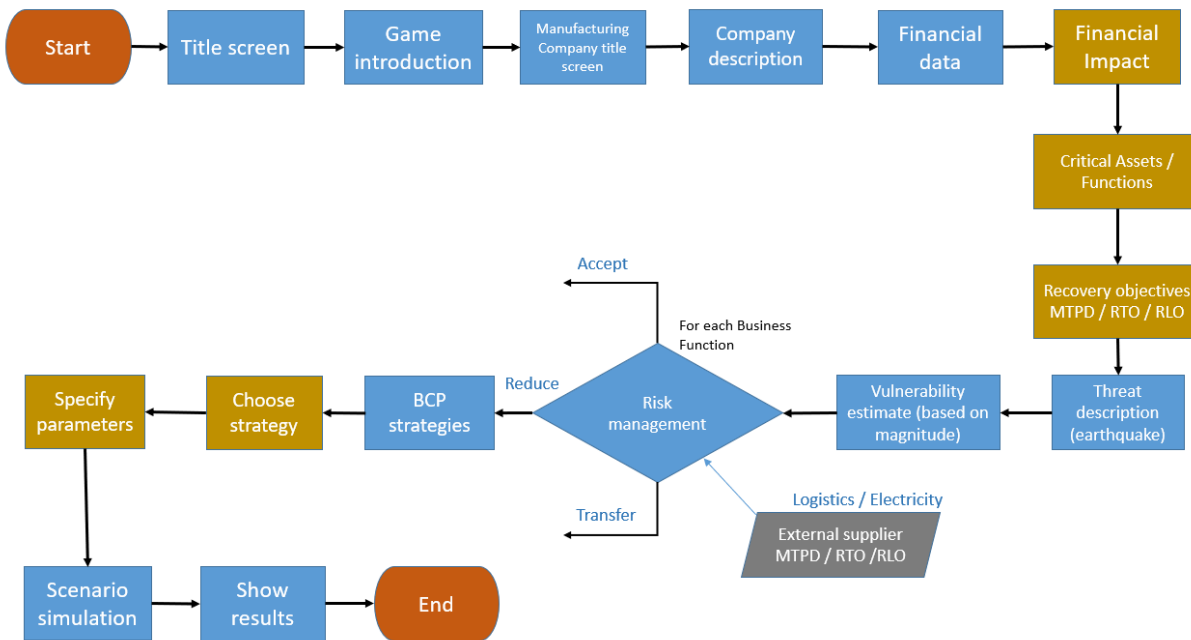 Start
Title screen
Game
introduction
Manufacturing
Company title
screen
Company
description
Financial
data
Financial
Impact
Critical Assets /
Functions
Recovery objectives
MTPD / RTO / RLO
Threat
description
(earthquake)
Vulnerability
estimate (based on
magnitude)
Risk
management
For each Business
Function
Accept
Reduce
Transfer
Logistics / Electricity
External supplier
MTPD / RTO /RLO
BCP
strategies
Choose
strategy
Specify
parameters
Scenario
simulation
Show
results
End